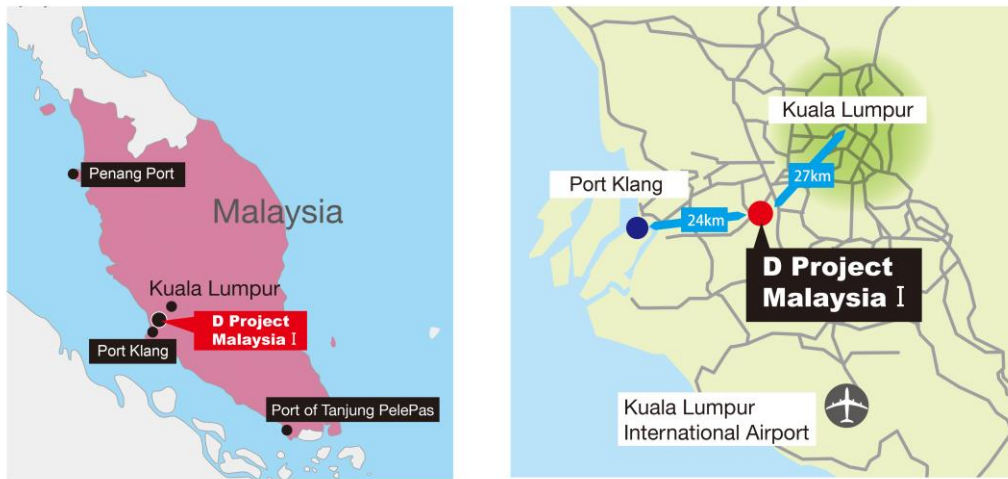 Penang Port
Malaysia
Kuala Lumpur
D Project
Malaysia I
Port Klang
Port of Tanjung PelePas
Kuala Lumpur
27km
Port Klang
24km
D Project
Malaysia I
Kuala Lumpur
International Airport